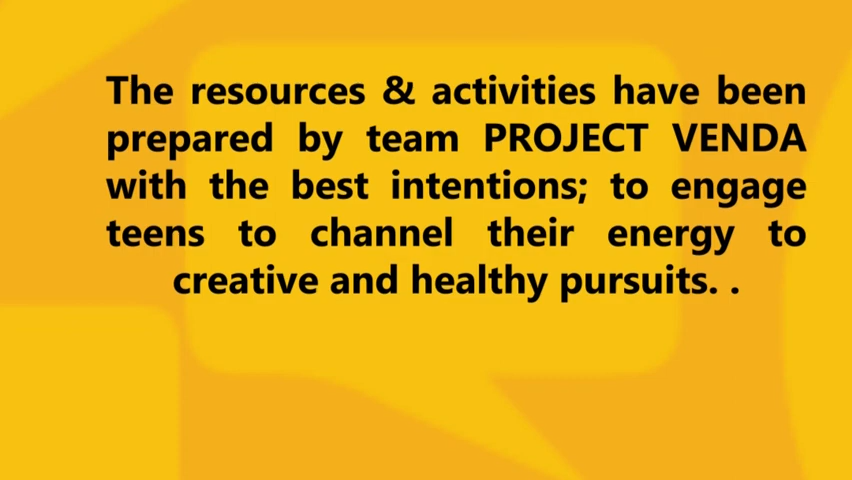 The resources & activities have been
prepared by team PROJECT VENDA
with the best intentions; to engage
teens to channel their energy to
creative and healthy pursuits. .